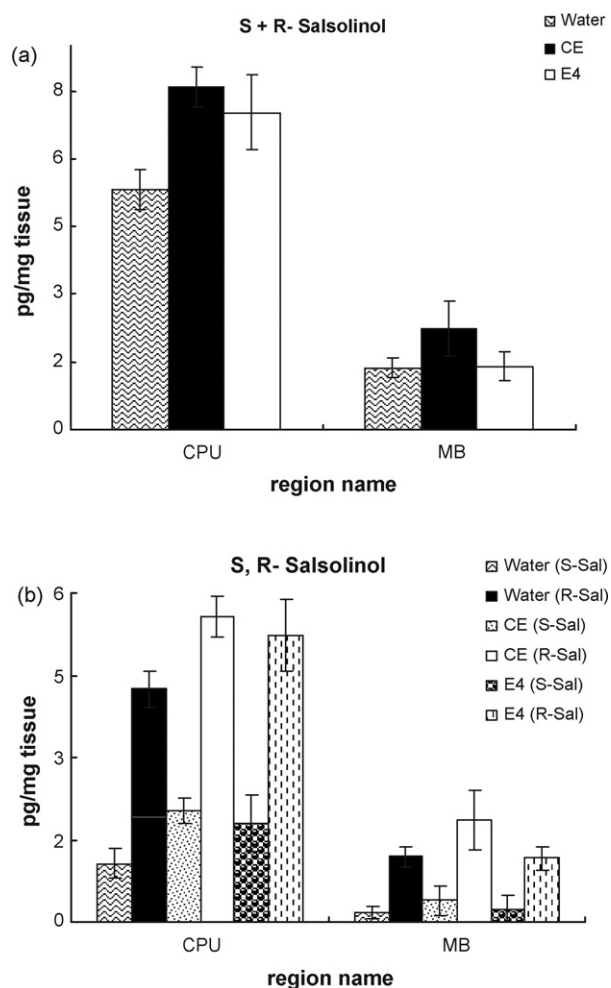 S + R- Salsolinol
(a)
Water
CE
E4
8
6
5
3
2
0
pg/mg tissue
CPU
MB
region name
S, R- Salsolinol
(b)
Water (S-Sal)
Water (R-Sal)
CE (S-Sal)
CE (R-Sal)
E4 (S-Sal)
E4 (R-Sal)
6
5
3
2
0
pg/mg tissue
CPU
MB
region name